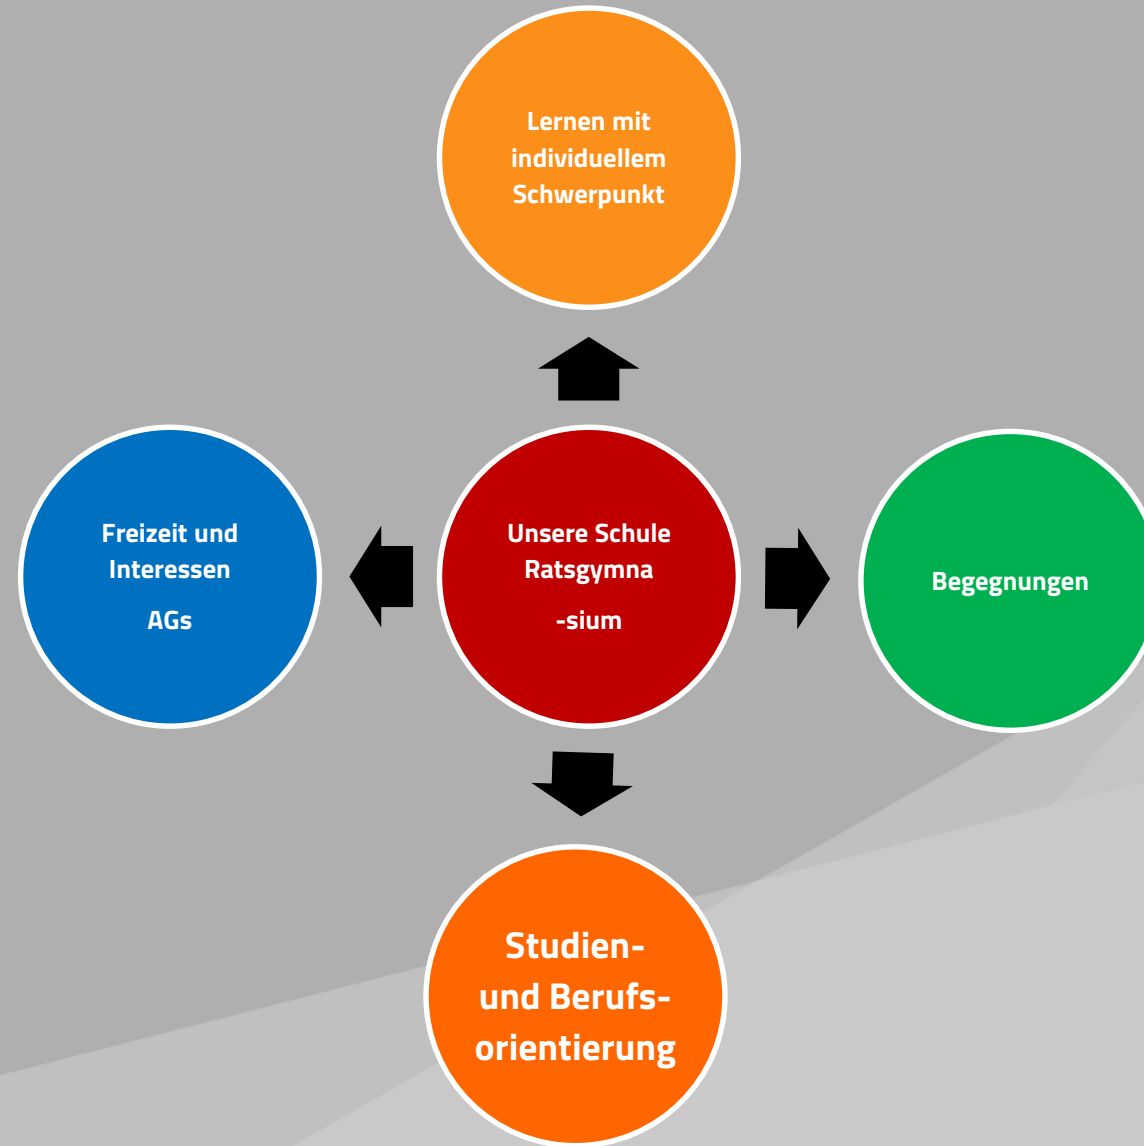 Lernen mit
individuellem
Schwerpunkt
Freizeit und
Interessen
AGs
Unsere Schule
Ratsgymna
-sium
Begegnungen
Studien-
und Berufs-
orientierung